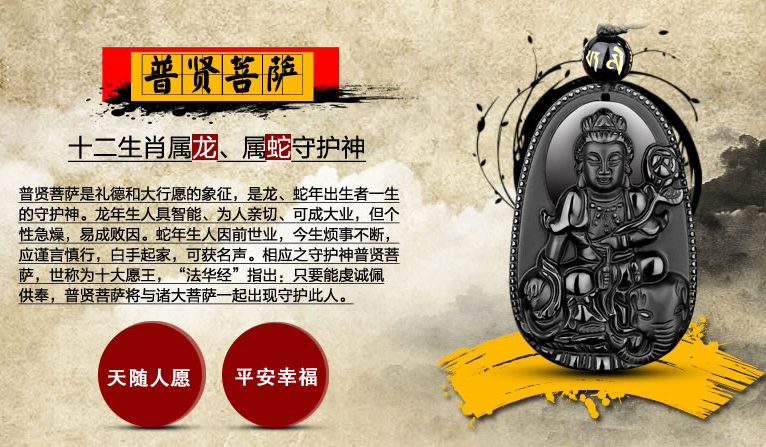 普贤菩萨
十二生肖属龙、属蛇守护神
普贤菩萨是礼德和大行愿的象征，是龙、蛇年出生者一生
的守护神。龙年生人具智能、为人亲切、可成大业，但个
性急燥，易成败因。蛇年生人因前世业，今生烦事不断，
应谨言慎行，白手起家，可获名声。相应之守护神普贤菩
萨，世称为十大愿王，“法华经”指出；只要能虔诚佩
供奉，普贤菩萨将与诸大菩萨一起出现守护此人。
天随人愿
平安幸福